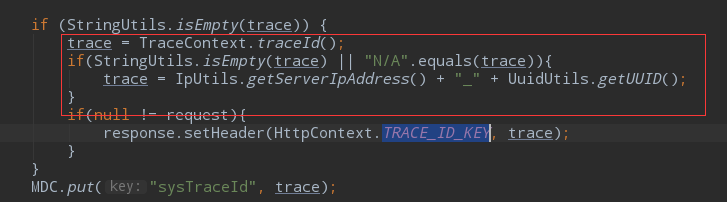 if (StringUtils.isEmpty(trace)) {
trace = TraceContext.traceId();
if(StringUtils.isEmpty(trace) || "N/A".equals(trace)){
trace = IpUtils.getServerIpAddress() + "_" + UuidUtils.getUUID();
}
if(null != request){
response.setHeader(HttpContext.TRACE_ID_KEY, trace);
}
}
MDC.put( key: "sysTraceId", trace);